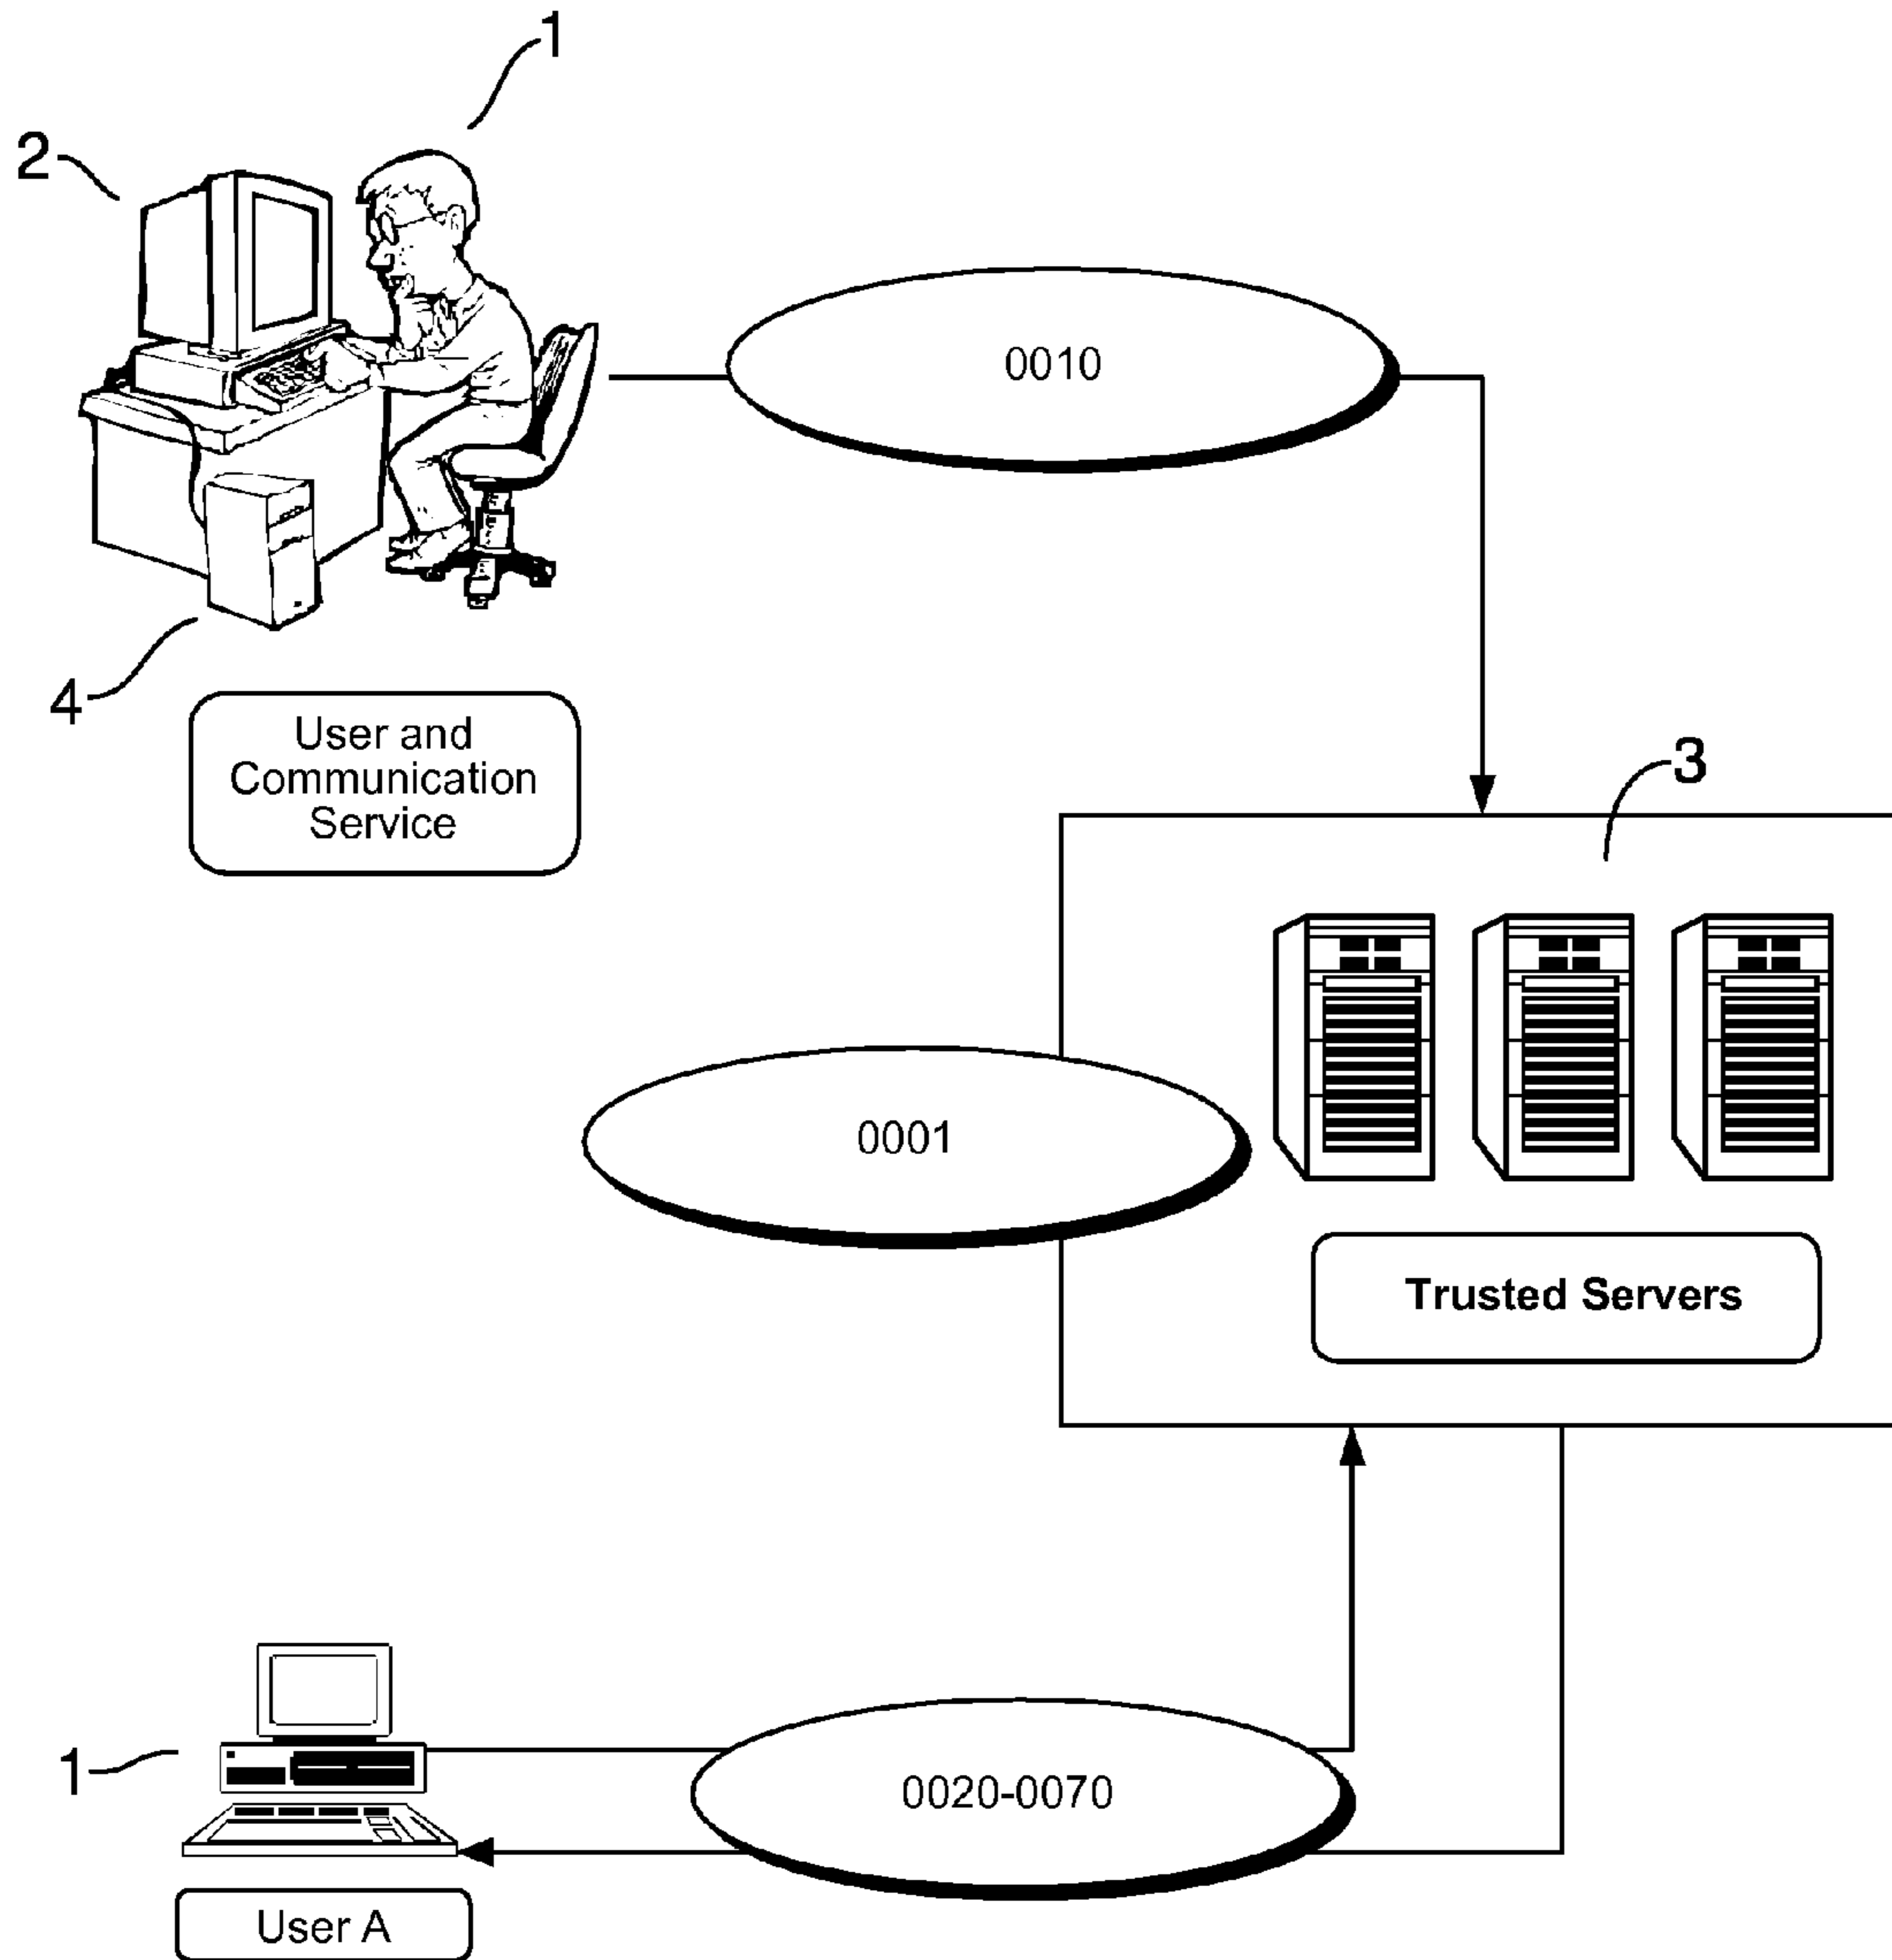 1
2
0010
4
User and
Communication
Service
3
0001
Trusted Servers
1
0020-0070
User A